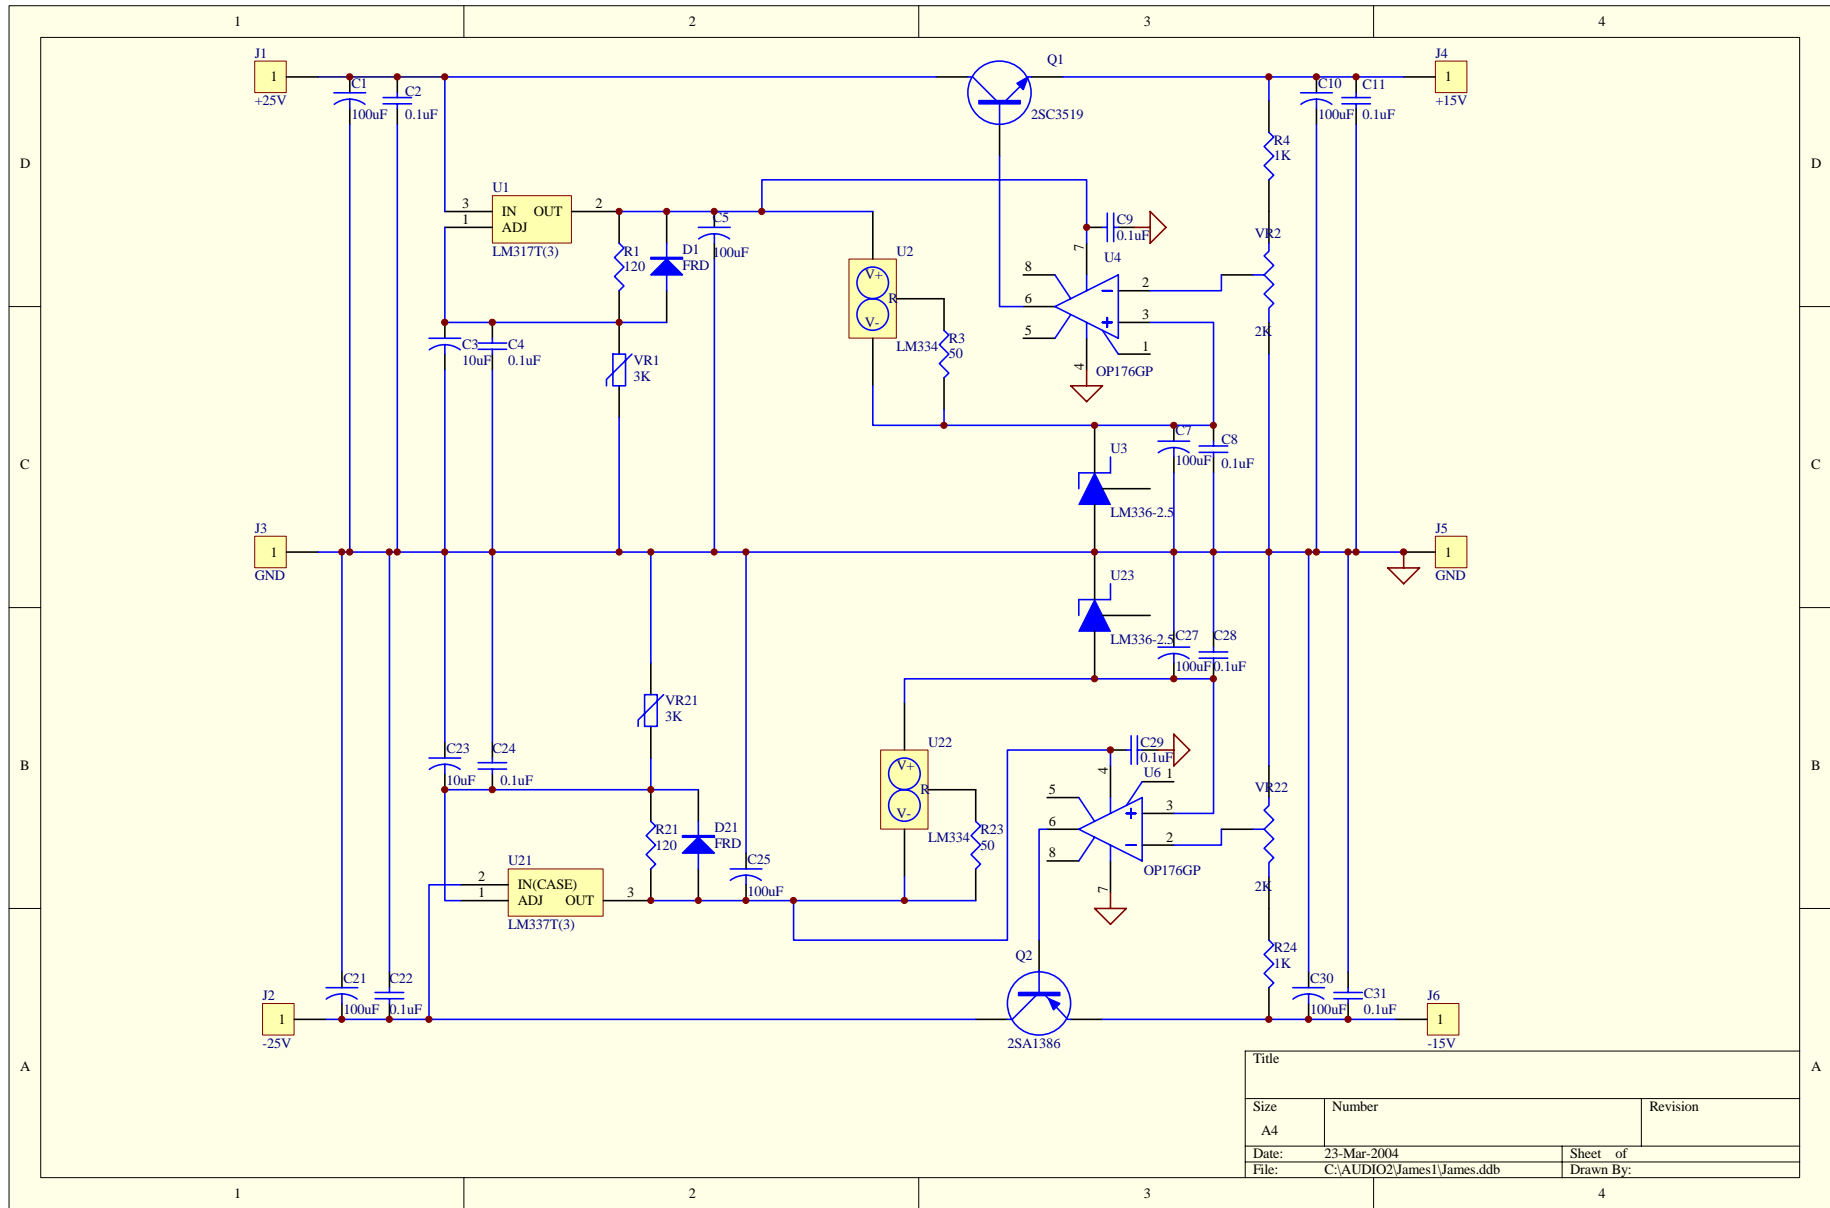 1 2 3 4
J1
1
+25V
C1
100uF
C2
0.1uF
Q1
2SC3519
C10
100uF
C11
0.1uF
J4
1
+15V
D
D
R4
1K
U1
3 IN OUT 2
1 ADJ
LM317T(3)
R1
120
D1
FRD
C5
100uF
C9
0.1uF
VR2
2K
U2
V+
R
V-
LM334
R3
50
7
U4
8
6
5
2
3
1
4
OP176GP
C3
10uF
C4
0.1uF
VR1
3K
C
C
U3
LM336-2.5
C7
100uF
C8
0.1uF
J3
1
GND
J5
1
GND
U23
LM336-2.5
C27
100uF
C28
0.1uF
VR21
3K
B
B
C23
10uF
C24
0.1uF
U22
V+
R
V-
LM334
R23
50
C29
0.1uF
4
U6
1
5
6
8
3
2
7
OP176GP
VR22
2K
R21
120
D21
FRD
C25
100uF
U21
2 IN(CASE)
1 ADJ OUT 3
LM337T(3)
R24
1K
Q2
2SA1386
J2
1
-25V
C21
100uF
C22
0.1uF
C30
100uF
C31
0.1uF
J6
1
-15V
A
A
Title
Size
A4
Number
Revision
Date: 23-Mar-2004
Sheet of
File: C:\AUDIO2\James1\James.ddb
Drawn By:
1 2 3 4